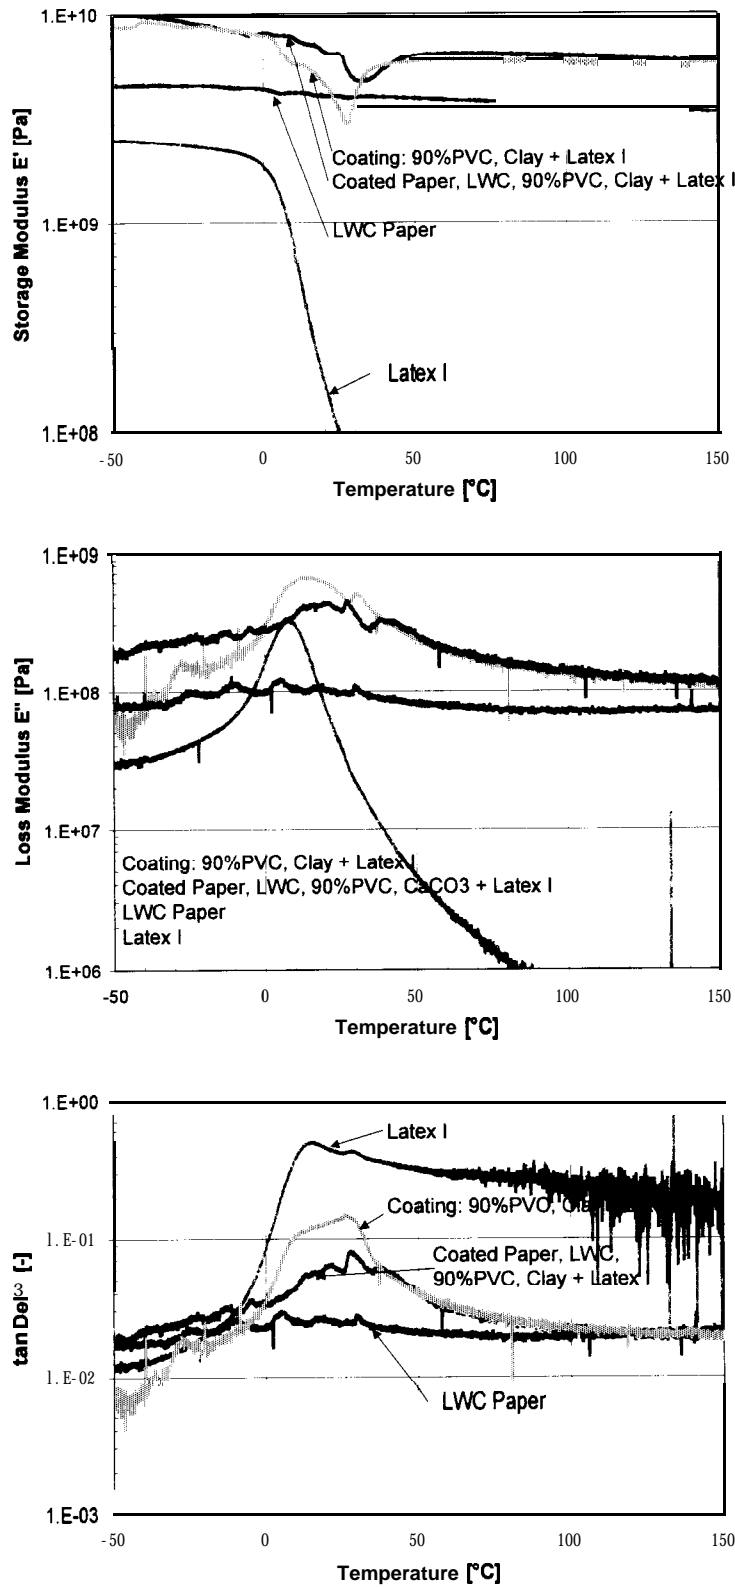 1.E+10
Storage Modulus E' [Pa]
Coating: 90%PVC, Clay + Latex I
Coated Paper, LWC, 90%PVC, Clay + Latex I
1.E+09
LWC Paper
Latex I
1.E+08
-50 0 50 100 150
Temperature [°C]
1.E+09
Loss Modulus E" [Pa]
1.E+08
1.E+07
Coating: 90%PVC, Clay + Latex I
Coated Paper, LWC, 90%PVC, CaCO3 + Latex I
LWC Paper
Latex I
1.E+06
-50 0 50 100 150
Temperature [°C]
1.E+00
Latex I
Coating: 90%PVO, Cla
1.E-01
Coated Paper, LWC,
90%PVC, Clay + Latex I
tan Delω [-]
1.E-02
LWC Paper
1.E-03
-50 0 50 100 150
Temperature [°C]